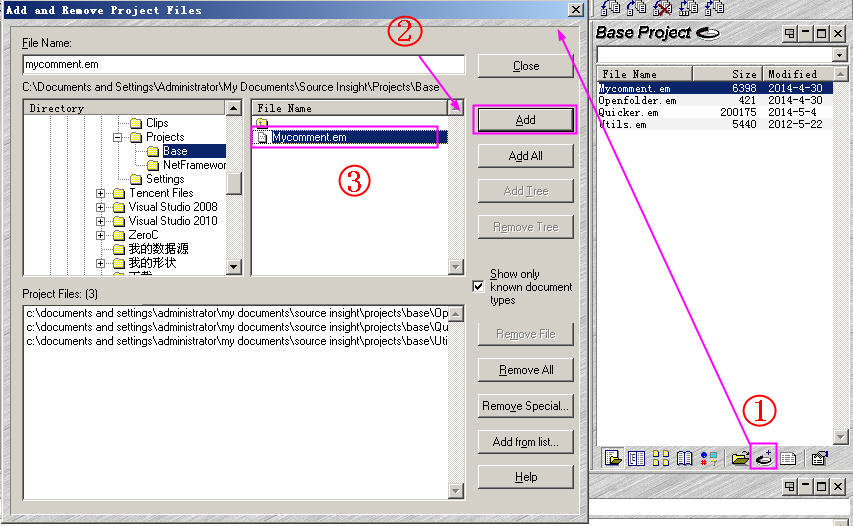 Add and Remove Project Files
②
File Name:
mycomment.em
Close
C:\Documents and Settings\Administrator\My Documents\Source Insight\Projects\Base
Directory
File Name
Add
Clips
Projects
Mycomment.em
Base
Add All
NetFramewor
③
Settings
Tencent Files
Add Tree
Visual Studio 2008
Visual Studio 2010
Remove Tree
ZeroC
我的数据源
我的形状
Show only
known document
types
Project Files: (3)
c:\documents and settings\administrator\my documents\source insight\projects\base\Op
c:\documents and settings\administrator\my documents\source insight\projects\base\Qu
c:\documents and settings\administrator\my documents\source insight\projects\base\Uti
Remove File
Remove All
Remove Special...
Add from list...
Help
Base Project
File Name Size Modified
Mycomment.em 6398 2014-4-30
Openfolder.em 421 2014-4-30
Quicker.em 200175 2014-5-4
Utils.em 5440 2012-5-22
①